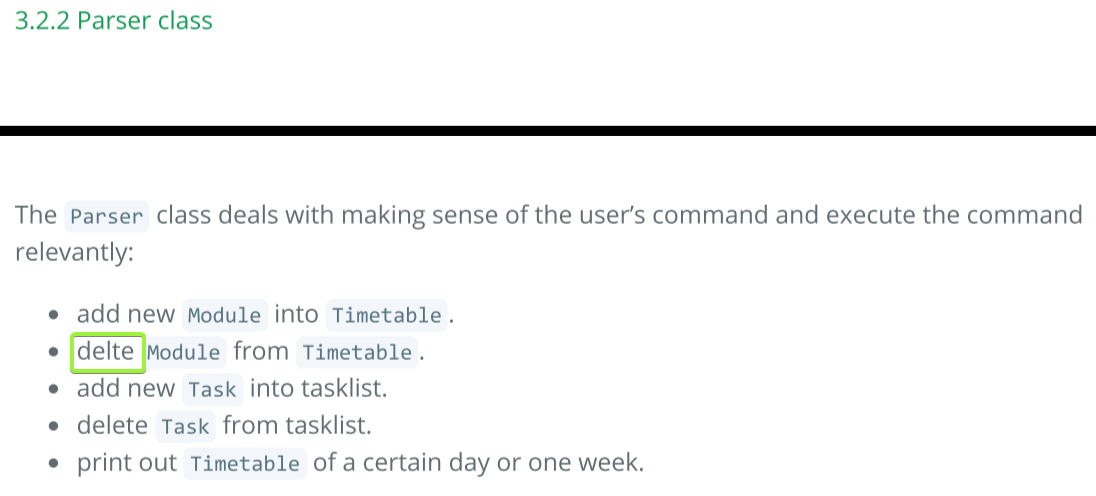 3.2.2 Parser class
The Parser class deals with making sense of the user’s command and execute the command
relevantly:
• add new Module into Timetable.
• delte Module from Timetable.
• add new Task into tasklist.
• delete Task from tasklist.
• print out Timetable of a certain day or one week.